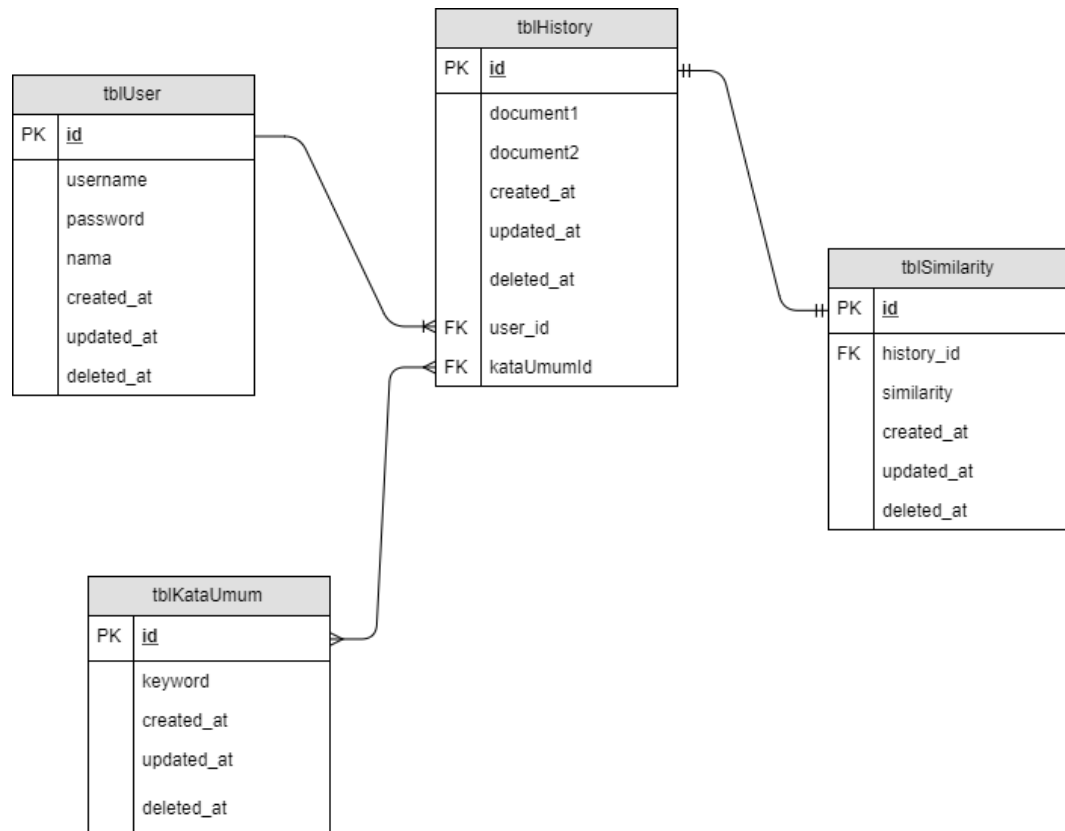 tblHistory
PK id
document1
document2
created_at
updated_at
deleted_at
FK user_id
FK kataUmumId
tblUser
PK id
username
password
nama
created_at
updated_at
deleted_at
tblSimilarity
PK id
FK history_id
similarity
created_at
updated_at
deleted_at
tblKataUmum
PK id
keyword
created_at
updated_at
deleted_at